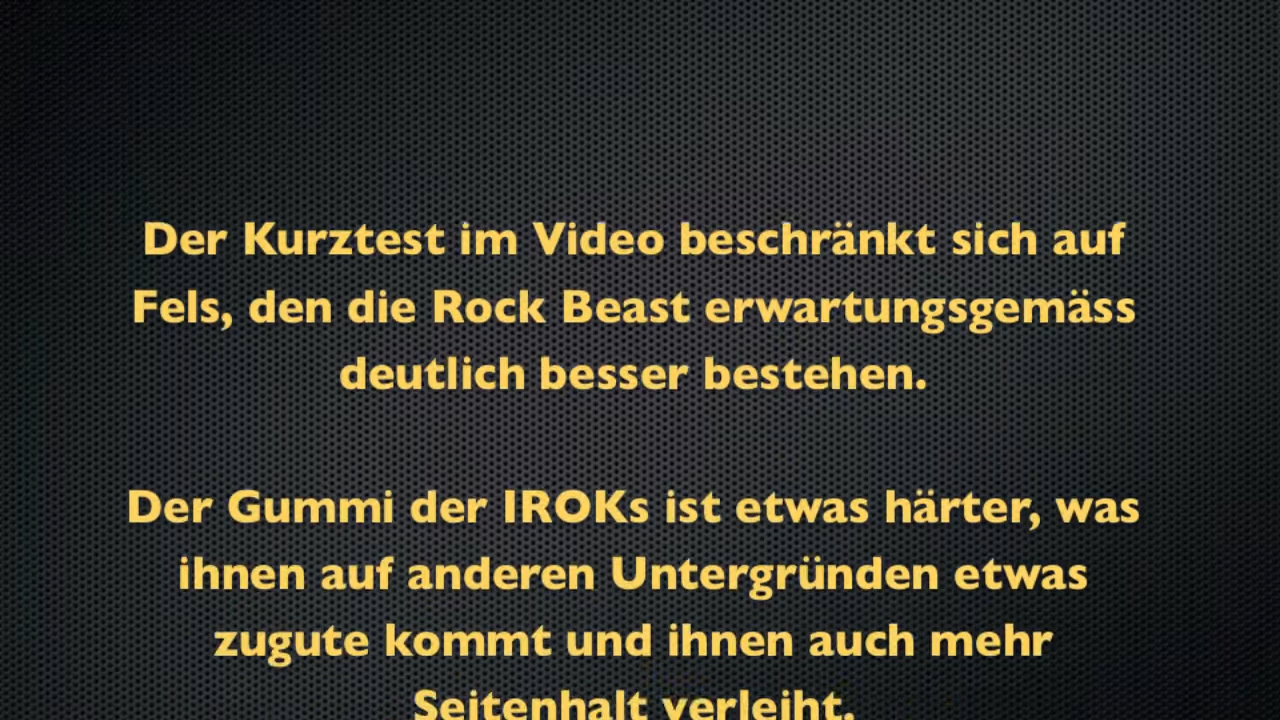 Der Kurztest im Video beschränkt sich auf
Fels, den die Rock Beast erwartungsgemäss
deutlich besser bestehen.
Der Gummi der IROKs ist etwas härter, was
ihnen auf anderen Untergründen etwas
zugute kommt und ihnen auch mehr
Seitenhalt verleiht.